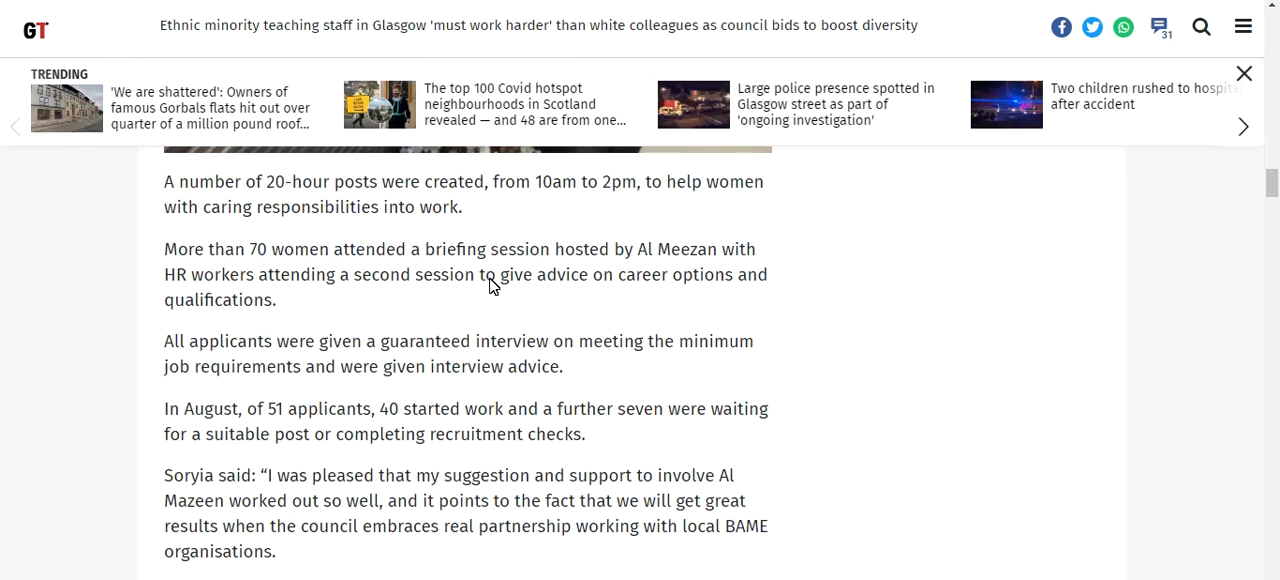 GT
Ethnic minority teaching staff in Glasgow 'must work harder' than white colleagues as council bids to boost diversity
31
TRENDING
'We are shattered': Owners of
famous Gorbals flats hit out over
quarter of a million pound roof...
The top 100 Covid hotspot
neighbourhoods in Scotland
revealed — and 48 are from one...
Large police presence spotted in
Glasgow street as part of
'ongoing investigation'
Two children rushed to hospital
after accident
A number of 20-hour posts were created, from 10am to 2pm, to help women
with caring responsibilities into work.
More than 70 women attended a briefing session hosted by Al Meezan with
HR workers attending a second session to give advice on career options and
qualifications.
All applicants were given a guaranteed interview on meeting the minimum
job requirements and were given interview advice.
In August, of 51 applicants, 40 started work and a further seven were waiting
for a suitable post or completing recruitment checks.
Soryia said: “I was pleased that my suggestion and support to involve Al
Mazeen worked out so well, and it points to the fact that we will get great
results when the council embraces real partnership working with local BAME
organisations.